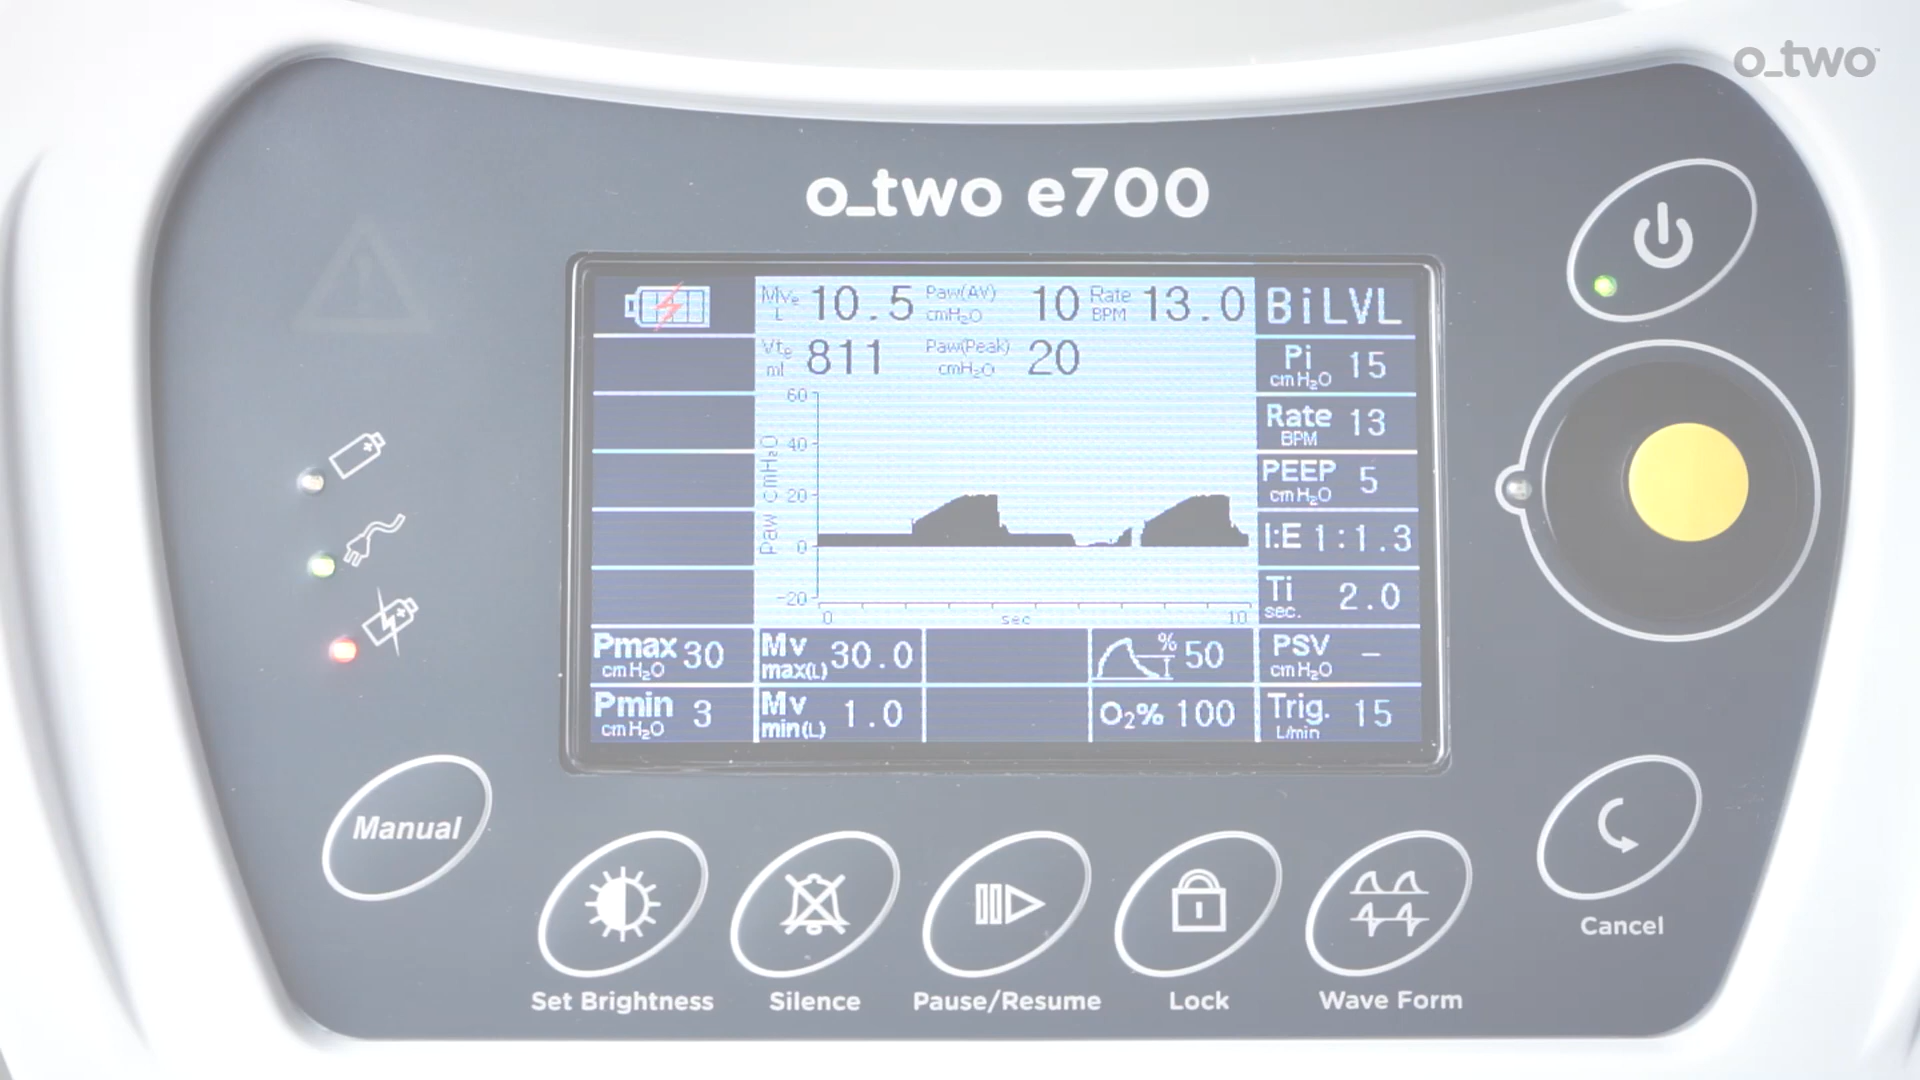 o_two™
o_two e700
Mve L 10.5 Paw(AV) cmH₂O 10 Rate BPM 13.0 BiLVL
Vte ml 811 Paw(Peak) cmH₂O 20
Pi cmH₂O 15
Rate BPM 13
PEEP cmH₂O 5
I:E 1:1.3
Ti sec. 2.0
PSV cmH₂O –
Trig. L/min 15
Paw cmH₂O
60
40
20
0
-20
0 sec 10
Pmax cmH₂O 30 Mv max(L) 30.0 % 50
Pmin cmH₂O 3 Mv min(L) 1.0 O₂% 100
Manual
Cancel
Set Brightness Silence Pause/Resume Lock Wave Form